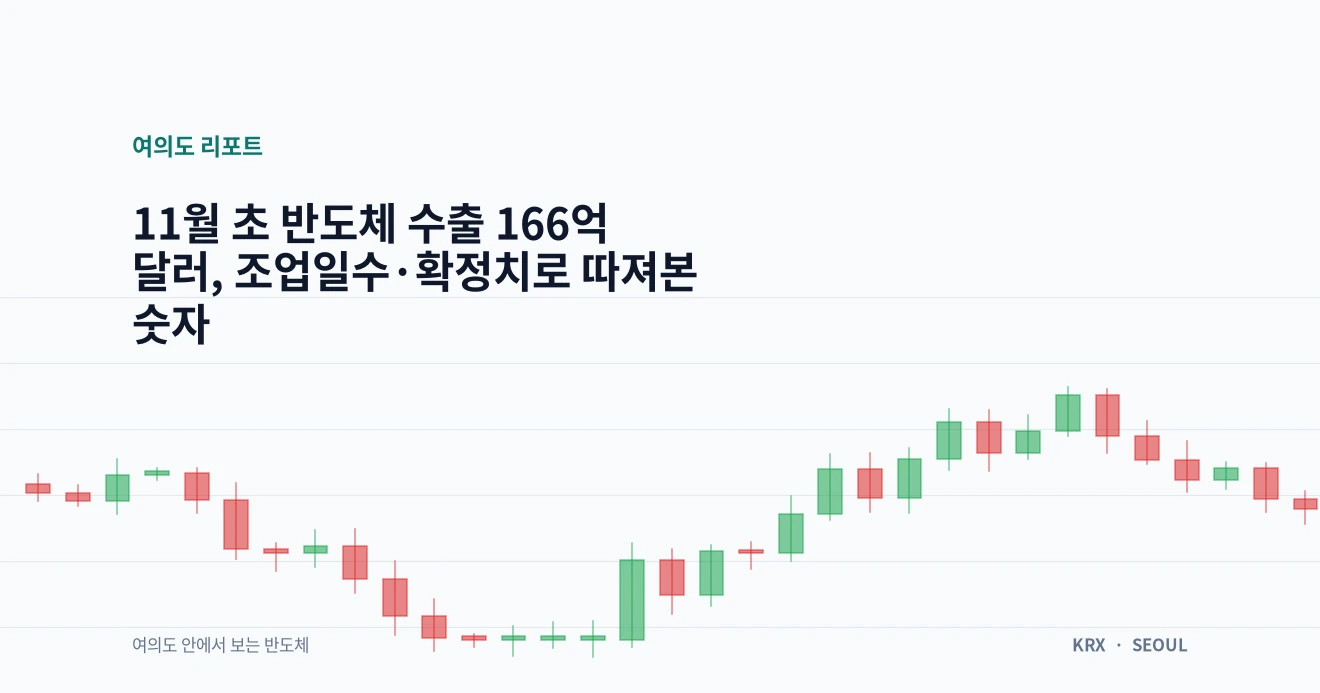 여의도 리포트
11월 초 반도체 수출 166억
달러, 조업일수·확정치로 따져본
숫자
여의도 안에서 보는 반도체
KRX · SEOUL